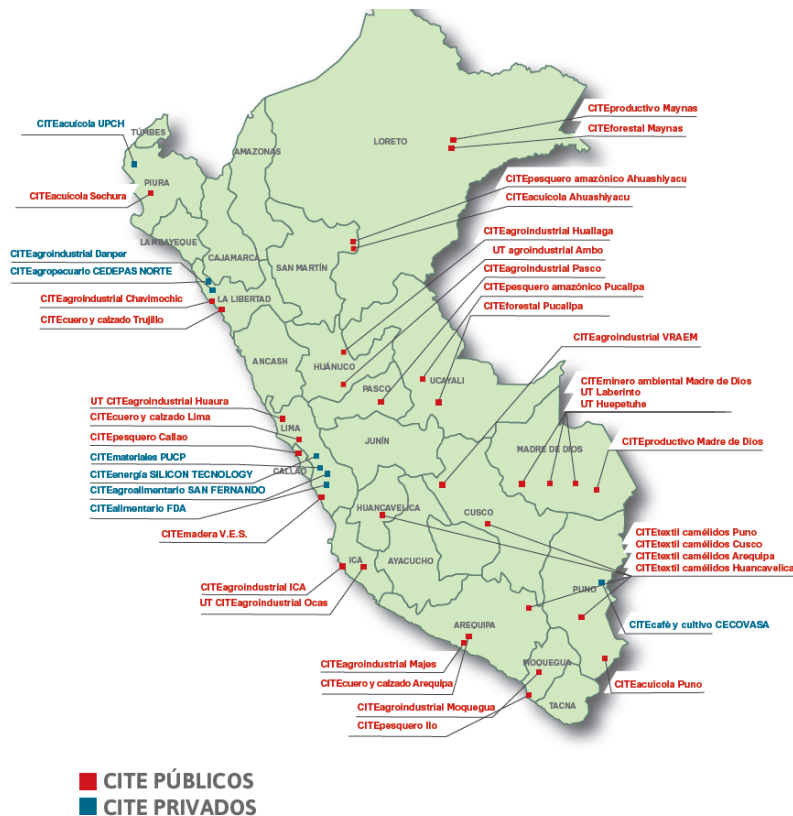 CITEproductivo Maynas
CITEforestal Maynas
CITEacuícola UPCH
TÚMBES
LORETO
AMAZONAS
PIURA
CITEacuícola Sechura
CITEpesquero amazónico Ahuashiyacu
CITEacuícola Ahuashiyacu
LAMBAYEQUE
CITEagroindustrial Huallaga
UT agroindustrial Ambo
CITEagroindustrial Pasco
CITEpesquero amazónico Pucallpa
CITEforestal Pucallpa
CITEagroindustrial Danper
CITEagropecuario CEDEPAS NORTE
CAJAMARCA
SAN MARTÍN
CITEagroindustrial Chavimochic
LA LIBERTAD
CITEcuero y calzado Trujillo
CITEagroindustrial VRAEM
ANCASH
HUÁNUCO
PASCO
UCAYALI
CITEminero ambiental Madre de Dios
UT Laberinto
UT Huepetuhe
UT CITEagroindustrial Huaura
CITEcuero y calzado Lima
LIMA
CITEpesquero Callao
JUNÍN
CITEproductivo Madre de Dios
MADRE DE DIOS
CITEmateriales PUCP
CALLAO
CITEenergía SILICON TECNOLOGY
CITEagroalimentario SAN FERNANDO
CITEalimentario FDA
HUANCAVELICA
CUSCO
CITEmadera V.E.S.
CITEtextil camélidos Puno
CITEtextil camélidos Cusco
CITEtextil camélidos Arequipa
CITEtextil camélidos Huancavelica
ICA
AYACUCHO
CITEagroindustrial ICA
UT CITEagroindustrial Ocas
PUNO
CITEcafé y cultivo CECOVASA
AREQUIPA
CITEagroindustrial Majes
CITEcuero y calzado Arequipa
MOQUEGUA
CITEacuícola Puno
CITEagroindustrial Moquegua
CITEpesquero Ilo
TACNA
CITE PÚBLICOS
CITE PRIVADOS